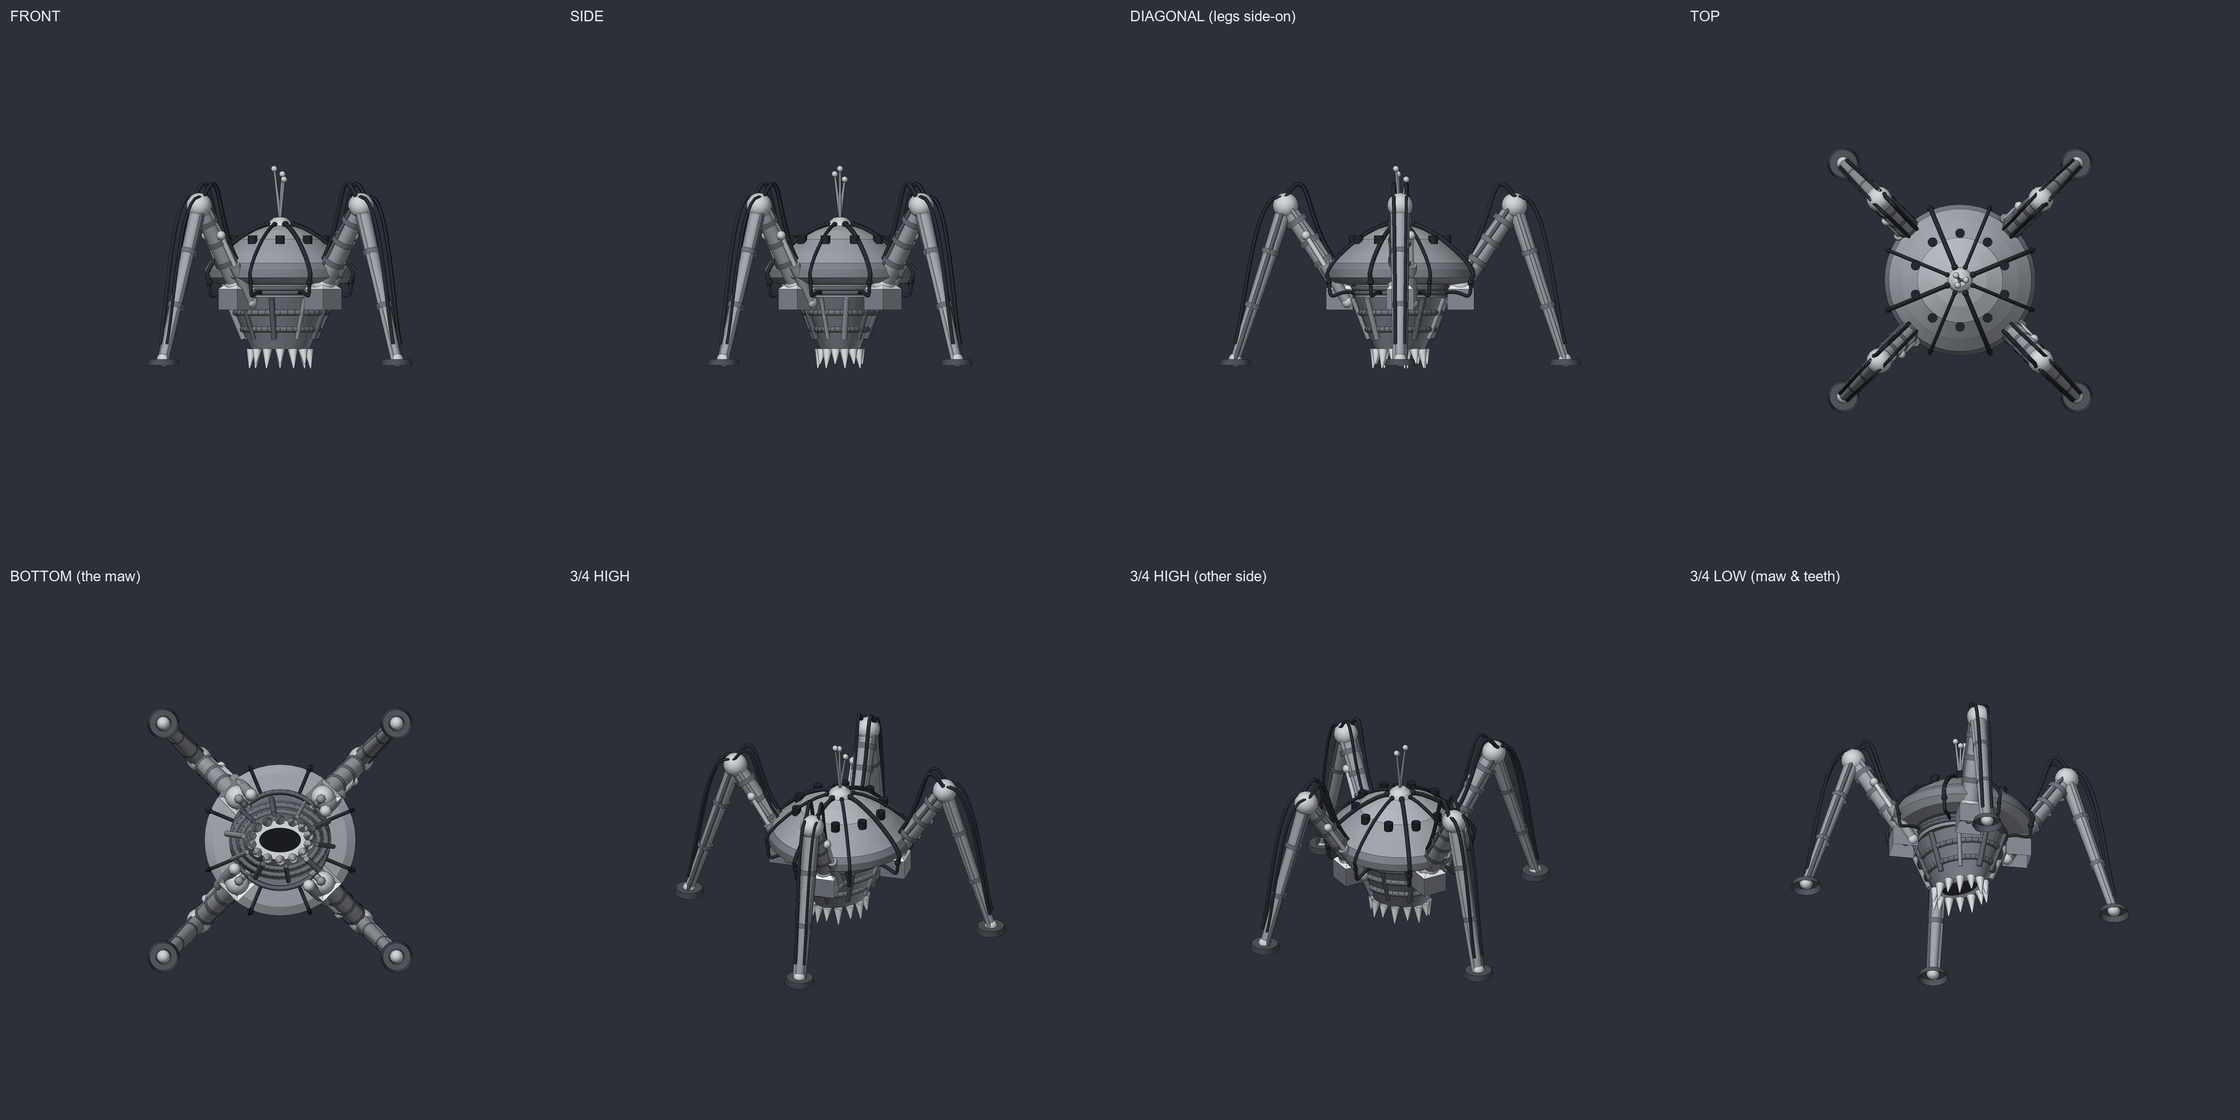 FRONT
SIDE
DIAGONAL (legs side-on)
TOP
BOTTOM (the maw)
3/4 HIGH
3/4 HIGH (other side)
3/4 LOW (maw & teeth)